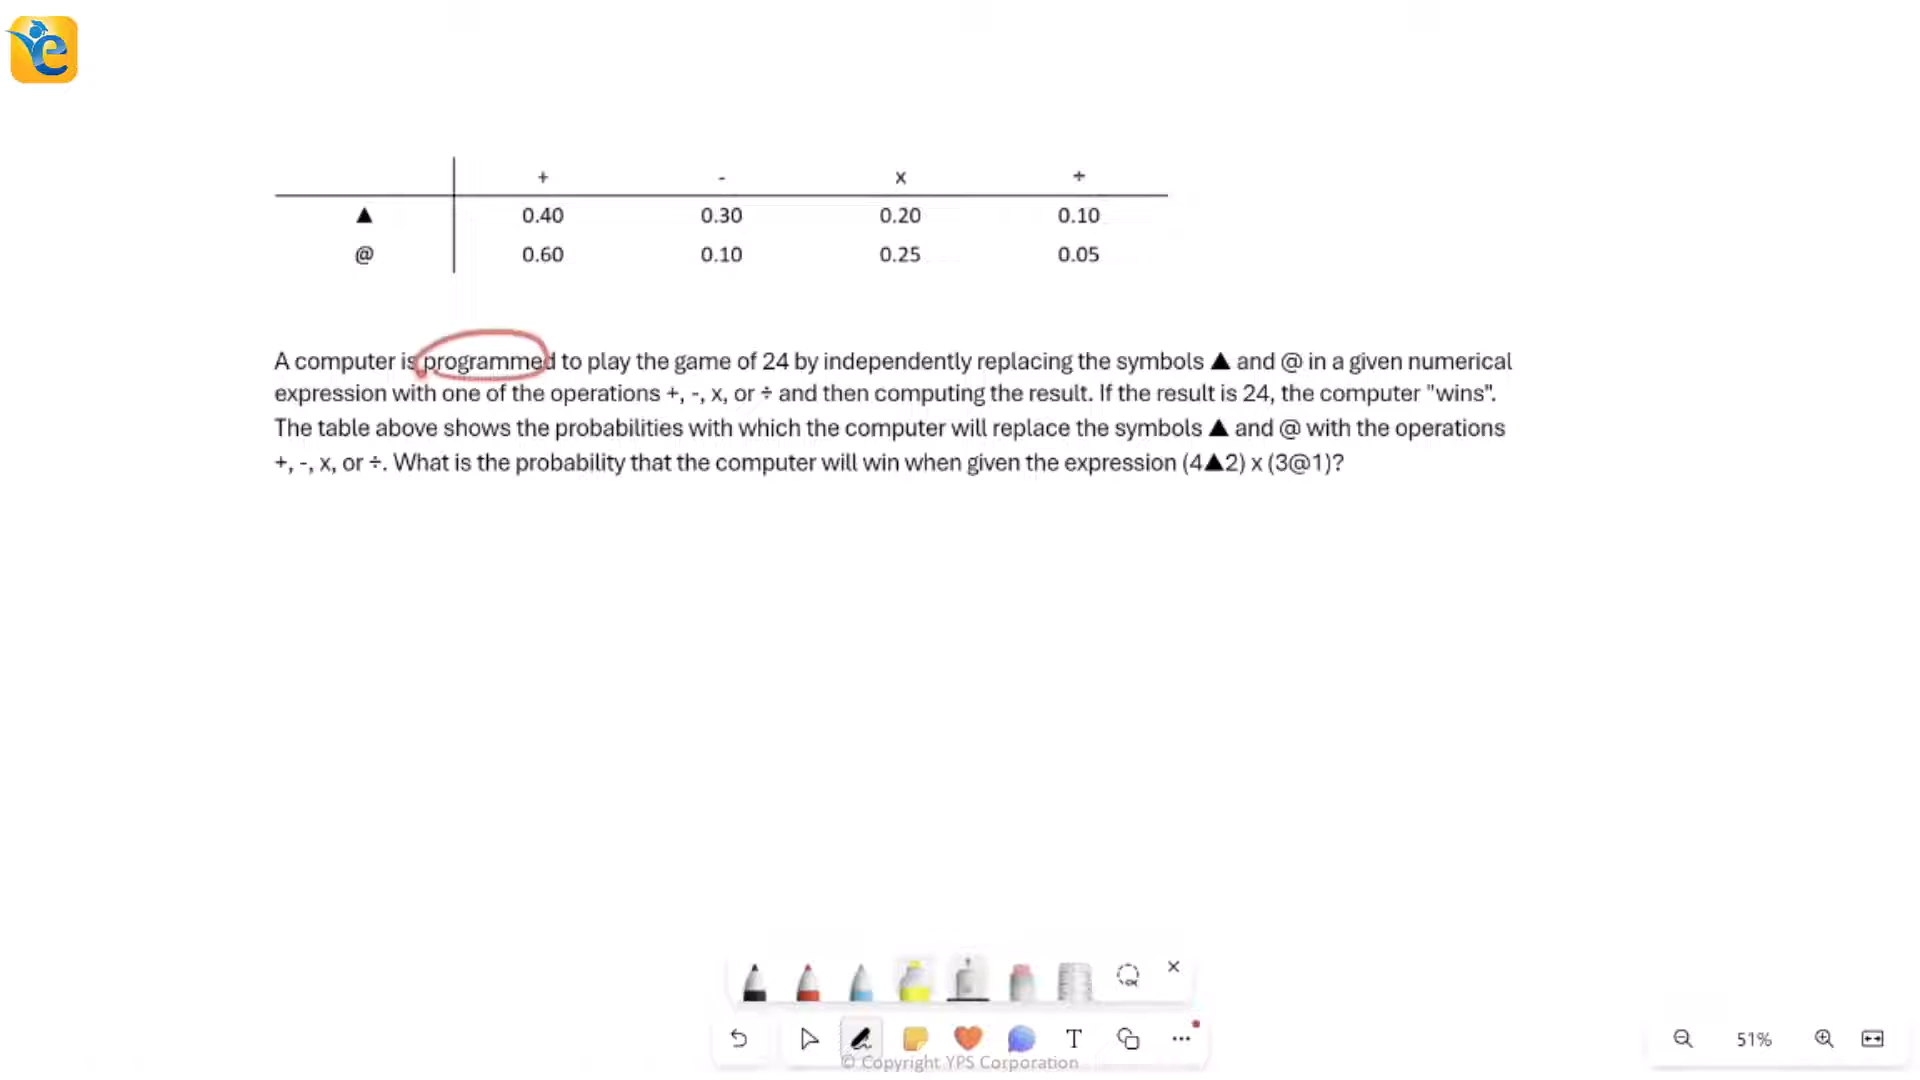 + - x ÷
▲ 0.40 0.30 0.20 0.10
@ 0.60 0.10 0.25 0.05
A computer is programmed to play the game of 24 by independently replacing the symbols ▲ and @ in a given numerical
expression with one of the operations +, -, x, or ÷ and then computing the result. If the result is 24, the computer "wins".
The table above shows the probabilities with which the computer will replace the symbols ▲ and @ with the operations
+, -, x, or ÷. What is the probability that the computer will win when given the expression (4▲2) x (3@1)?
© Copyright YPS Corporation
51%